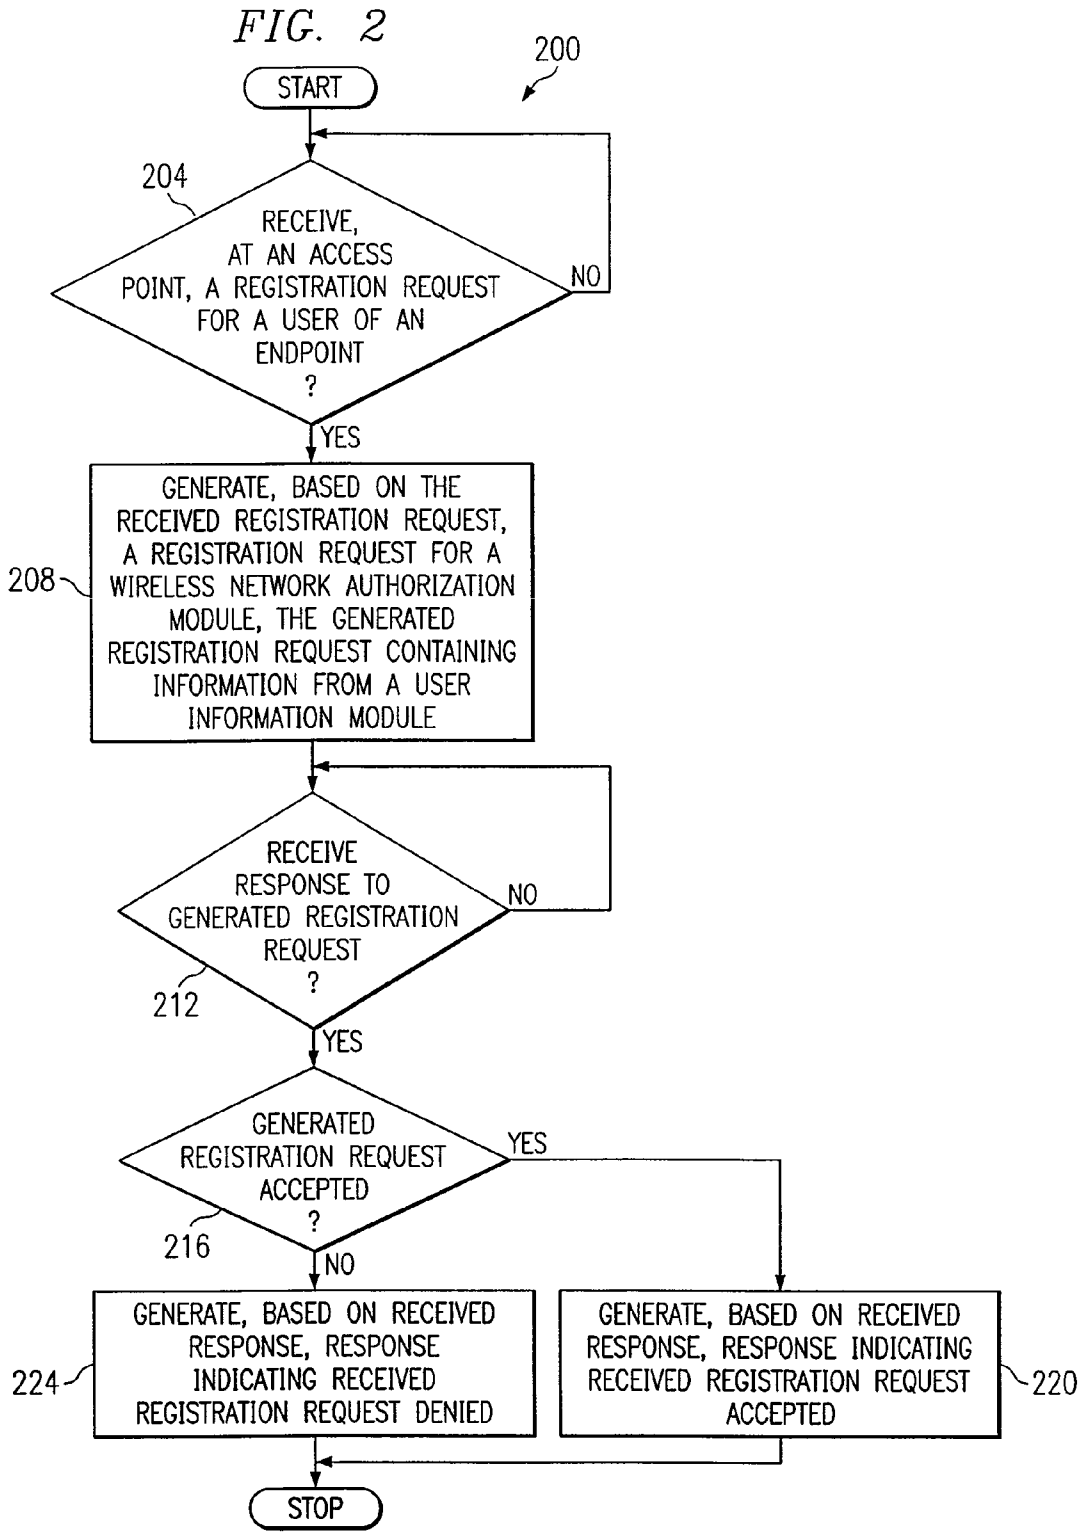 FIG. 2
200
START
204
RECEIVE,
AT AN ACCESS
POINT, A REGISTRATION REQUEST
FOR A USER OF AN
ENDPOINT
?
NO
YES
208
GENERATE, BASED ON THE
RECEIVED REGISTRATION REQUEST,
A REGISTRATION REQUEST FOR A
WIRELESS NETWORK AUTHORIZATION
MODULE, THE GENERATED
REGISTRATION REQUEST CONTAINING
INFORMATION FROM A USER
INFORMATION MODULE
RECEIVE
RESPONSE TO
GENERATED REGISTRATION
REQUEST
?
NO
212
YES
GENERATED
REGISTRATION REQUEST
ACCEPTED
?
YES
216
NO
224
GENERATE, BASED ON RECEIVED
RESPONSE, RESPONSE
INDICATING RECEIVED
REGISTRATION REQUEST DENIED
GENERATE, BASED ON RECEIVED
RESPONSE, RESPONSE INDICATING
RECEIVED REGISTRATION REQUEST
ACCEPTED
220
STOP